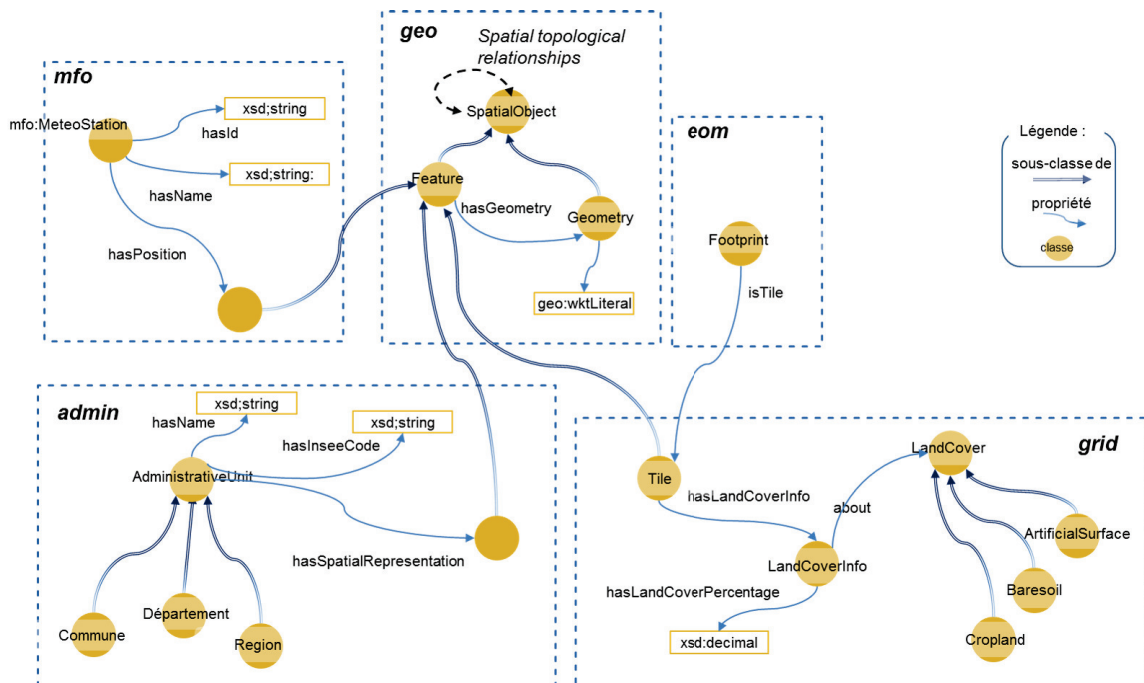 geo
Spatial topological
relationships
SpatialObject
Feature
hasGeometry
Geometry
geo:wktLiteral
mfo
mfo:MeteoStation
xsd;string
hasId
xsd;string:
hasName
hasPosition
eom
Footprint
isTile
Légende :
sous-classe de
propriété
classe
admin
xsd;string
hasName
xsd;string
hasInseeCode
AdministrativeUnit
hasSpatialRepresentation
Commune
Département
Region
grid
LandCover
Tile
hasLandCoverInfo
about
ArtificialSurface
LandCoverInfo
Baresoil
hasLandCoverPercentage
Cropland
xsd:decimal